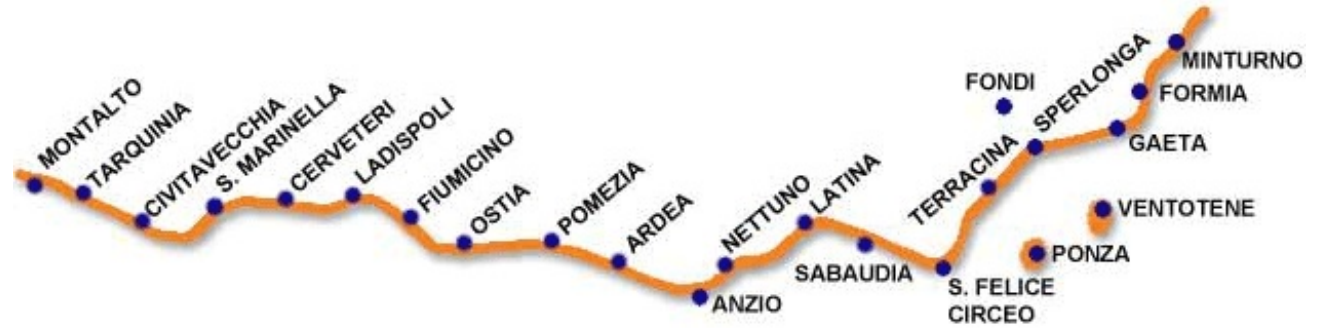 MONTALTO
TARQUINIA
CIVITAVECCHIA
S. MARINELLA
CERVETERI
LADISPOLI
FIUMICINO
OSTIA
POMEZIA
ARDEA
ANZIO
NETTUNO
LATINA
SABAUDIA
S. FELICE
CIRCEO
TERRACINA
FONDI
SPERLONGA
GAETA
FORMIA
MINTURNO
VENTOTENE
PONZA